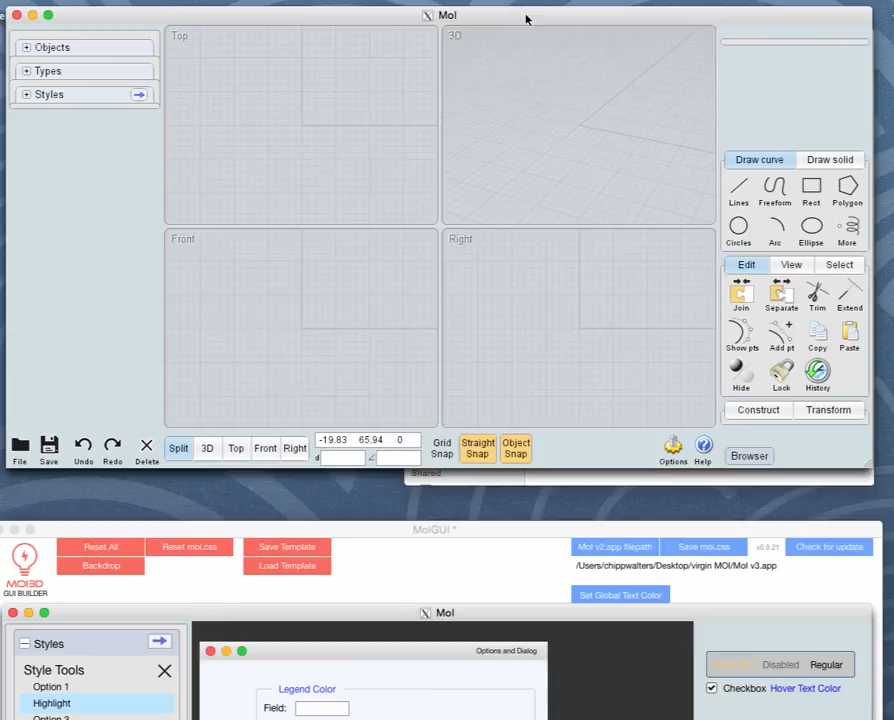 MoI
Objects
Types
Styles
Top
3D
Front
Right
Draw curve Draw solid
Lines Freeform Rect Polygon
Circles Arc Ellipse More
Edit View Select
Join Separate Trim Extend
Show pts Add pt Copy Paste
Hide Lock History
Construct Transform
File Save Undo Redo Delete
Split 3D Top Front Right
-19.83 65.94 0
d
Grid Snap
Straight Snap
Object Snap
Options Help
Browser
MoIGUI *
MOI3D
GUI BUILDER
Reset All Reset moi.css Save Template
Backdrop Load Template
MoI v2.app filepath Save moi.css v0.9.21 Check for update
/Users/chippwalters/Desktop/virgin MOI/MoI v3.app
Set Global Text Color
MoI
Styles
Style Tools
Option 1
Highlight
Options and Dialog
Legend Color
Field:
Disabled Regular
Checkbox Hover Text Color